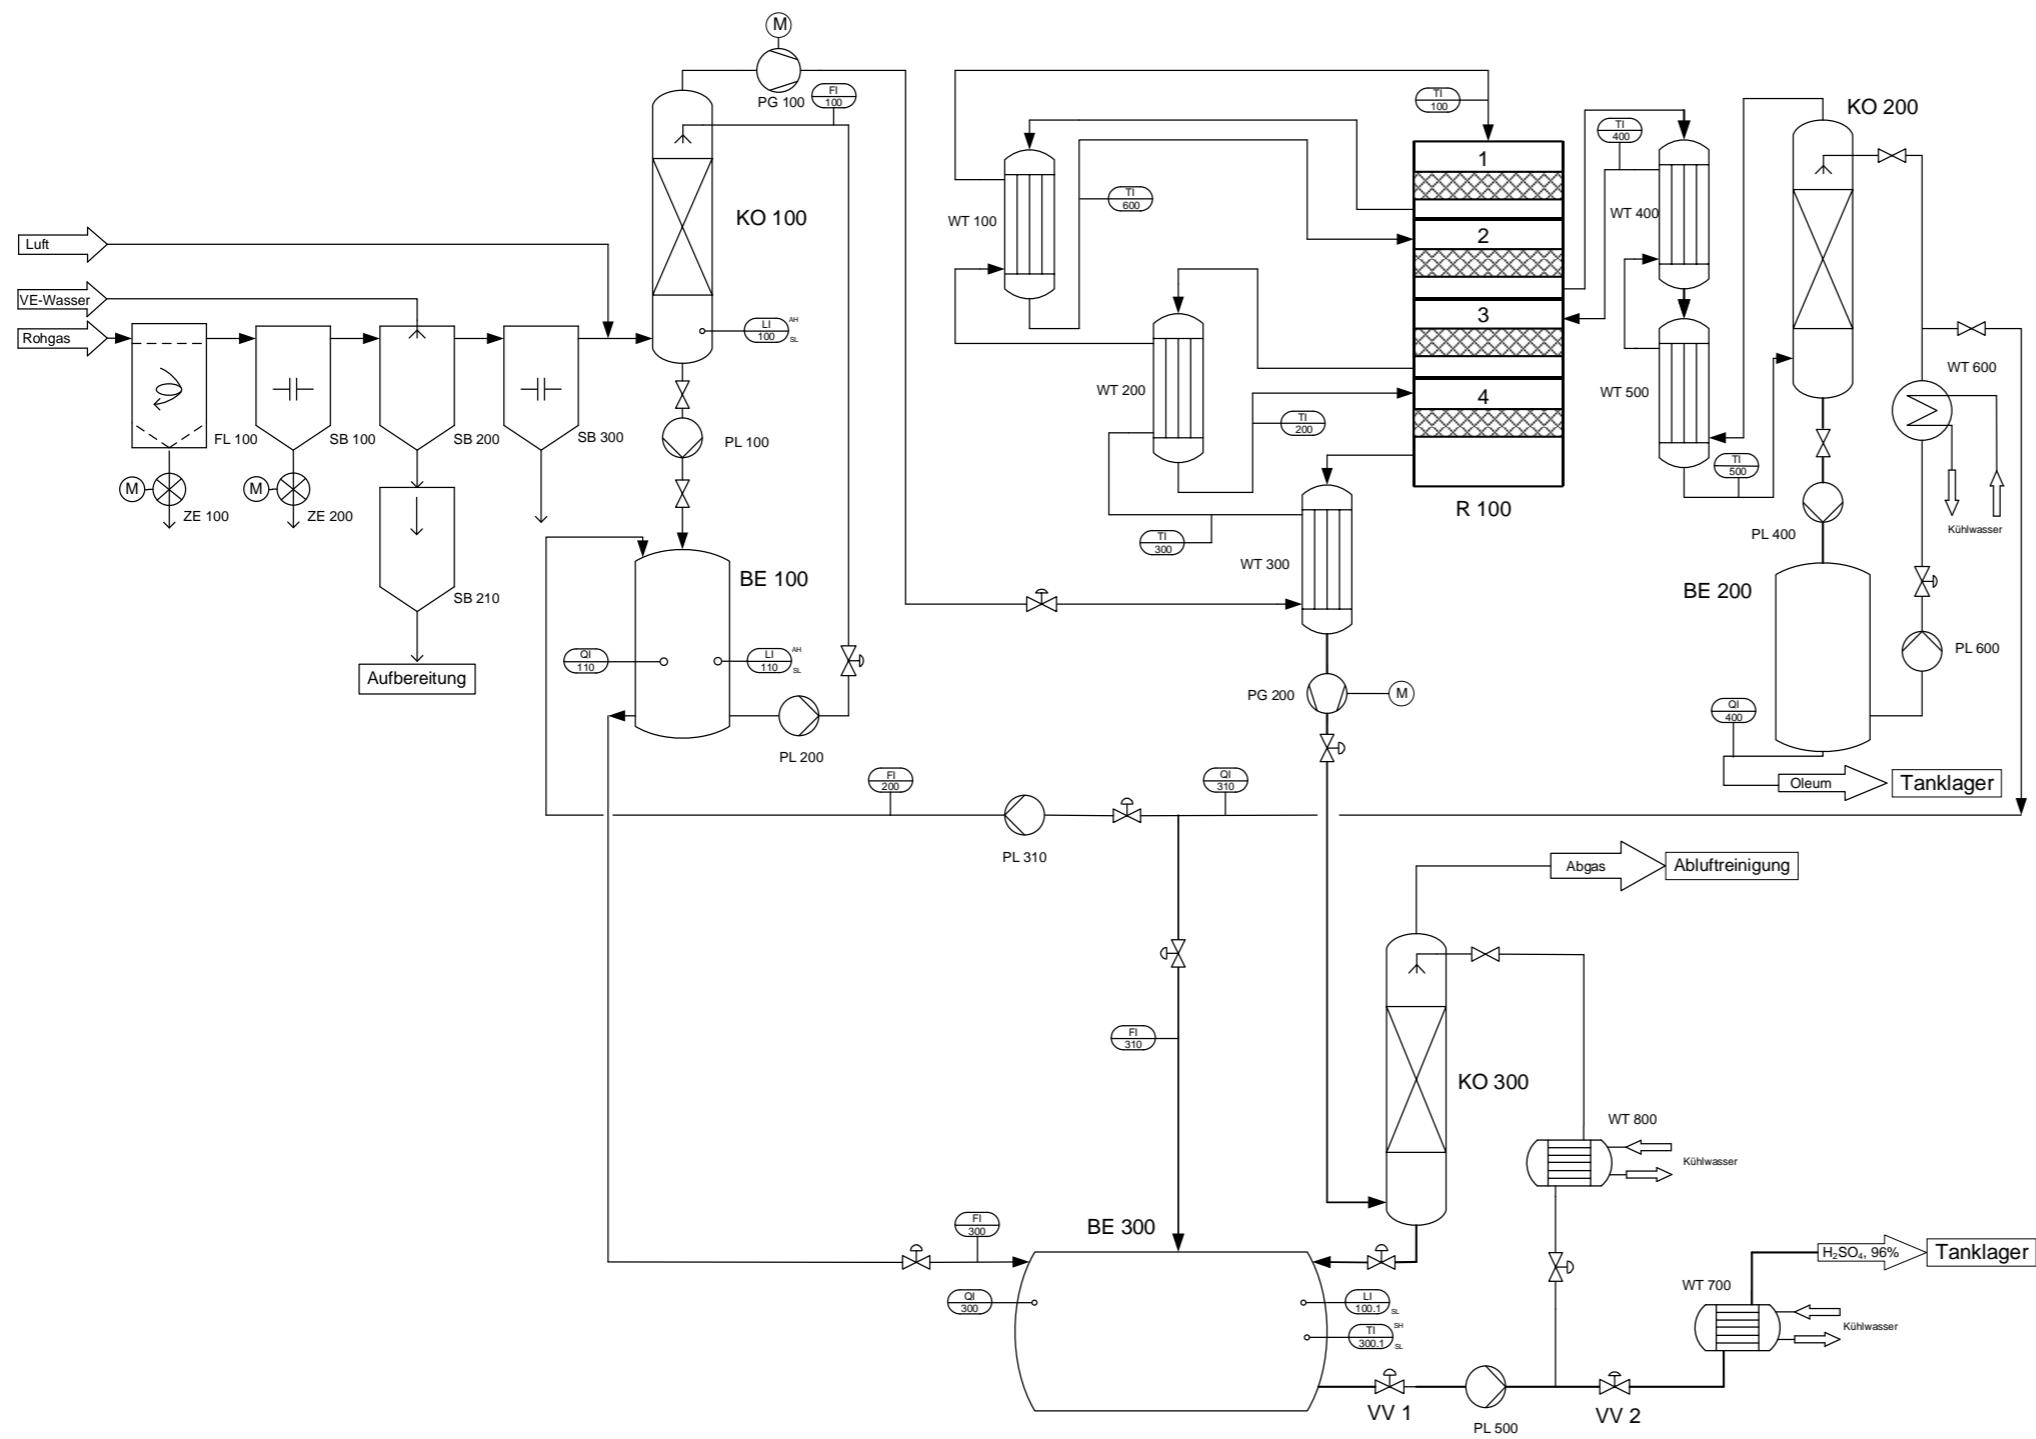 M
PG 100
FI
100
KO 100
Luft
VE-Wasser
Rohgas
LI
100
AH
SL
FL 100
SB 100
SB 200
SB 300
PL 100
M
ZE 100
M
ZE 200
SB 210
Aufbereitung
BE 100
QI
110
LI
110
AH
SL
PL 200
TI
100
WT 100
TI
600
WT 200
TI
200
TI
300
WT 300
1
2
3
4
R 100
TI
400
WT 400
WT 500
TI
500
KO 200
WT 600
Kühlwasser
PL 400
BE 200
PL 600
QI
400
Oleum
Tanklager
PG 200
M
FI
200
PL 310
QI
310
Abgas
Abluftreinigung
FI
310
KO 300
WT 800
Kühlwasser
BE 300
FI
300
QI
300
LI
100.1
SL
TI
300.1
SH
SL
H₂SO₄, 96%
Tanklager
WT 700
Kühlwasser
VV 1
PL 500
VV 2